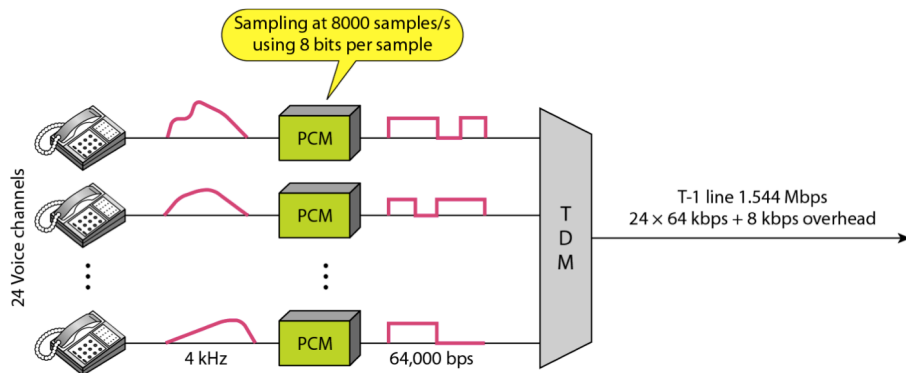 Sampling at 8000 samples/s
using 8 bits per sample
24 Voice channels
PCM
PCM
PCM
4 kHz
64,000 bps
T
D
M
T-1 line 1.544 Mbps
24 × 64 kbps + 8 kbps overhead